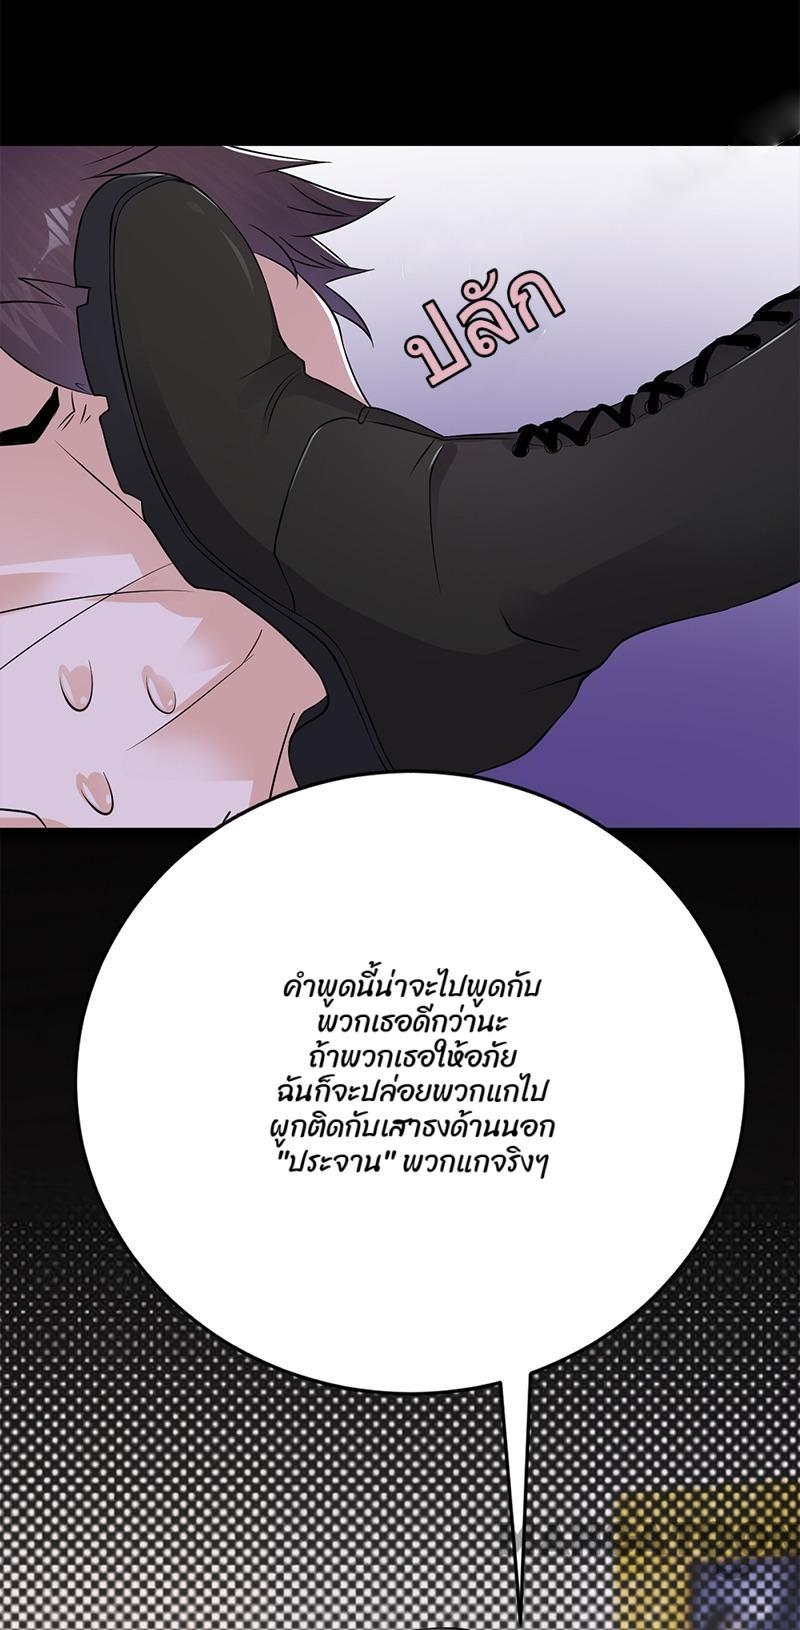 ปลัก
คำพูดนี้น่าจะไปพูดกับ
พวกเธอดีกว่านะ
ถ้าพวกเธอให้อภัย
ฉันก็จะปล่อยพวกแกไป
ผูกติดกับเสาธงด้านนอก
"ประจาน" พวกแกจริงๆ